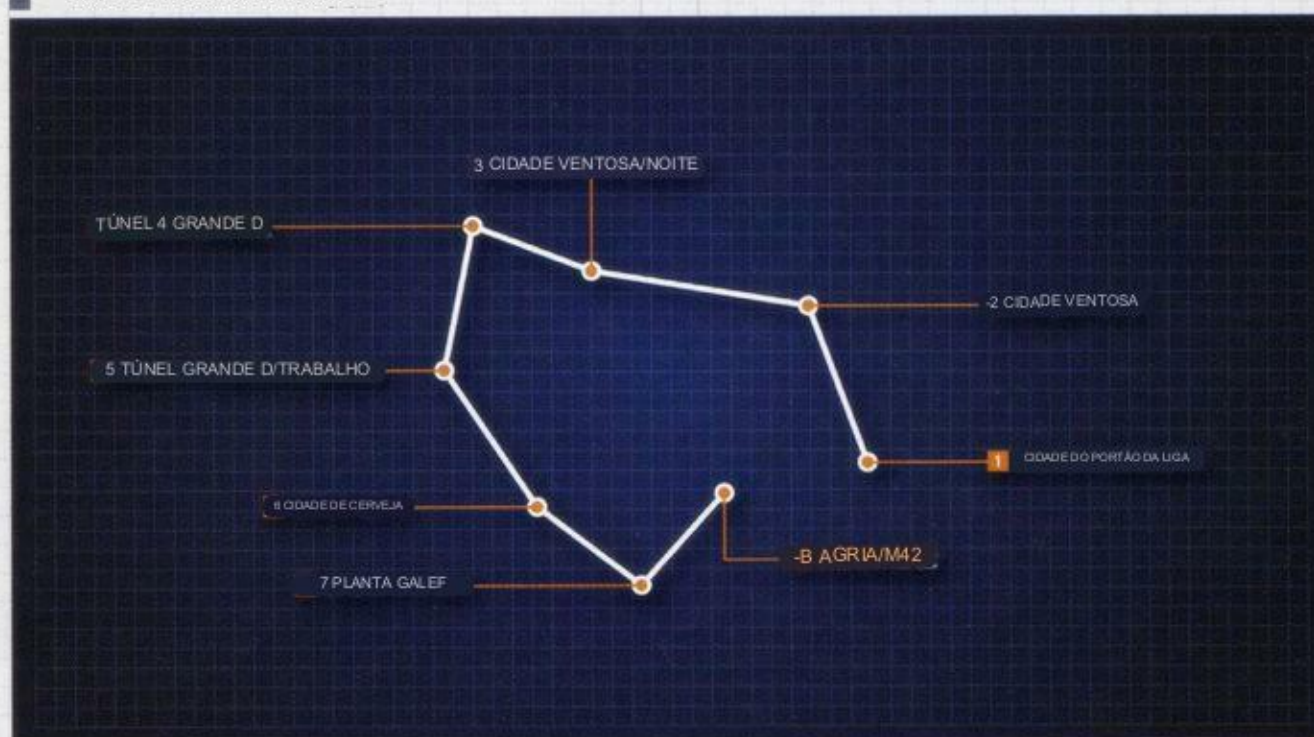 3 CIDADE VENTOSA/NOITE
TÚNEL 4 GRANDE D
-2 CIDADE VENTOSA
5 TÚNEL GRANDE D/TRABALHO
1 CIDADE DO PORTÃO DA LIGA
6 CIDADE DE CERVEJA
-B AGRIA/M42
7 PLANTA GALEF